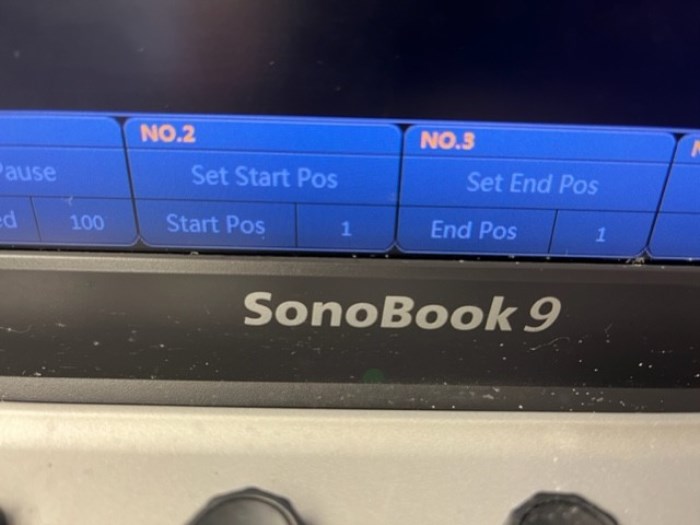 NO.2
NO.3
Pause
Set Start Pos
Set End Pos
100
Start Pos
1
End Pos
1
SonoBook 9